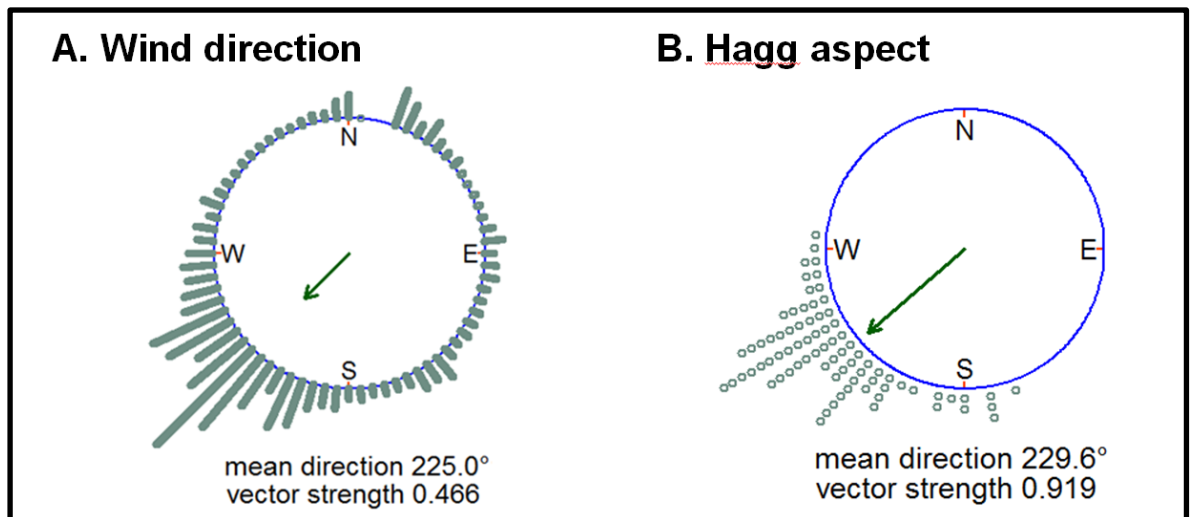 A. Wind direction
N
W
E
S
mean direction 225.0°
vector strength 0.466
B. Hagg aspect
N
W
E
S
mean direction 229.6°
vector strength 0.919